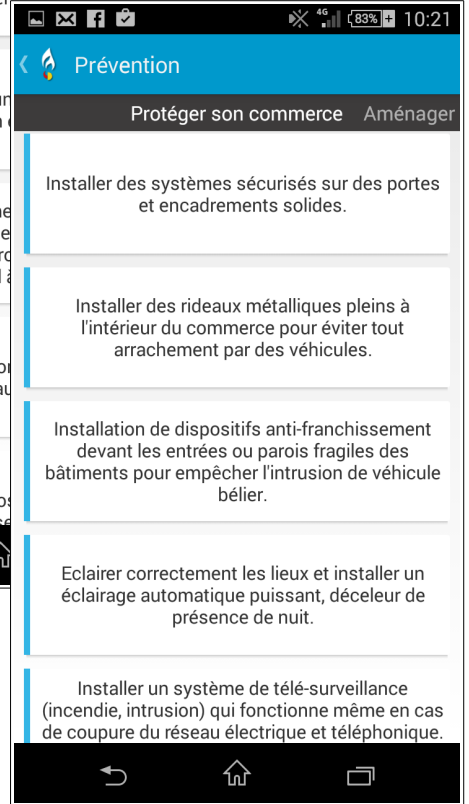 4G 83% 10:21
Prévention
Protéger son commerce Aménager
Installer des systèmes sécurisés sur des portes
et encadrements solides.
Installer des rideaux métalliques pleins à
l'intérieur du commerce pour éviter tout
arrachement par des véhicules.
Installation de dispositifs anti-franchissement
devant les entrées ou parois fragiles des
bâtiments pour empêcher l'intrusion de véhicule
bélier.
Eclairer correctement les lieux et installer un
éclairage automatique puissant, déceleur de
présence de nuit.
Installer un système de télé-surveillance
(incendie, intrusion) qui fonctionne même en cas
de coupure du réseau électrique et téléphonique.